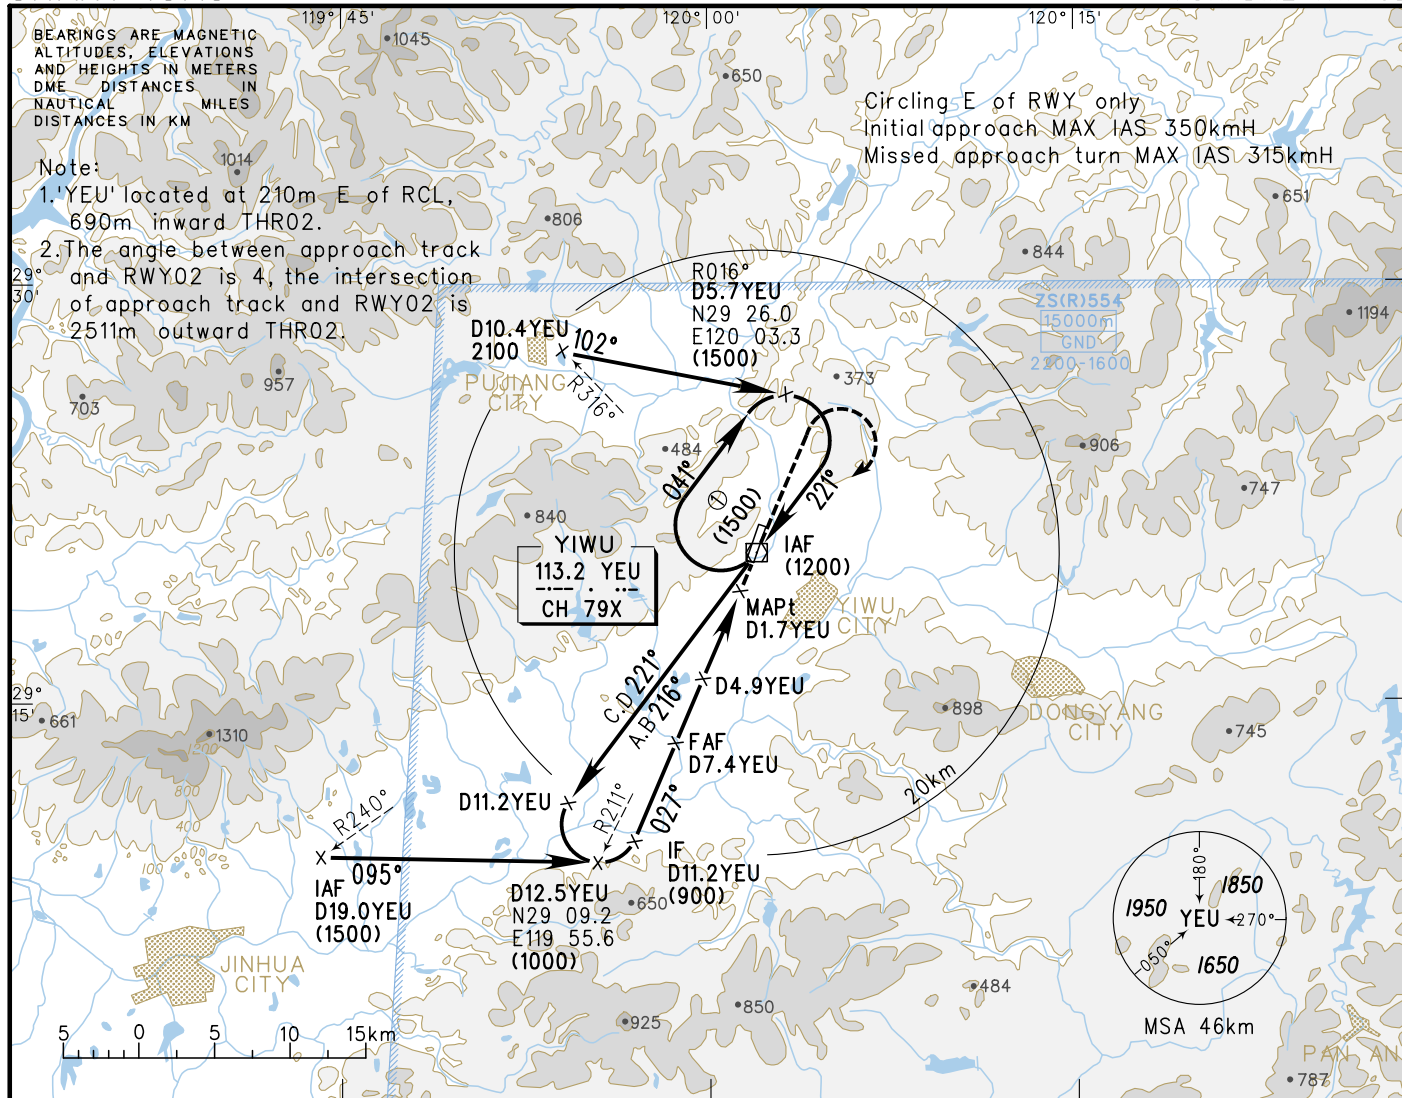 119°45'
120°00'
120°15'
BEARINGS ARE MAGNETIC
ALTITUDES, ELEVATIONS
AND HEIGHTS IN METERS
DME DISTANCES IN
NAUTICAL MILES
DISTANCES IN KM
1045
650
Circling E of RWY only
Initial approach MAX IAS 350kmH
Missed approach turn MAX IAS 315kmH
1014
Note:
1.'YEU' located at 210m E of RCL,
690m inward THR02.
2.The angle between approach track
and RWY02 is 4, the intersection
of approach track and RWY02 is
2511m outward THR02.
806
651
844
29°
30'
R016°
D5.7YEU
N29 26.0
E120 03.3
(1500)
ZS(R)554
15000m
GND
2200-1600
1194
D10.4YEU
2100
102°
R316°
PUJIANG
CITY
957
703
373
484
906
747
041°
1
(1500)
221°
840
YIWU
113.2 YEU
CH 79X
IAF
(1200)
MAPt
D1.7YEU
YIWU
CITY
C.D 221°
A.B 216°
D4.9YEU
29°
15'
661
1310
1200
800
400
100
898
DONGYANG
CITY
745
FAF
D7.4YEU
20km
D11.2YEU
R211°
027°
R240°
095°
IAF
D19.0YEU
(1500)
IF
D11.2YEU
(900)
D12.5YEU
N29 09.2
E119 55.6
(1000)
650
JINHUA
CITY
180°
1850
1950
YEU
270°
050°
1650
MSA 46km
484
850
925
5 0 5 10 15km
PAN AN
787